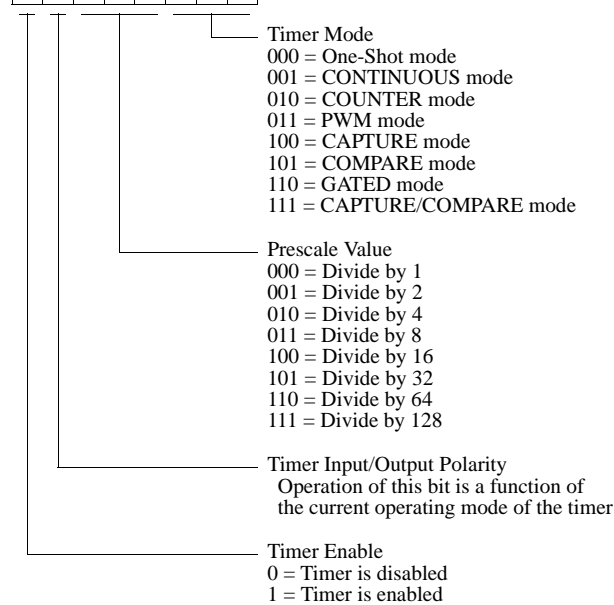 Timer Mode
000 = One-Shot mode
001 = CONTINUOUS mode
010 = COUNTER mode
011 = PWM mode
100 = CAPTURE mode
101 = COMPARE mode
110 = GATED mode
111 = CAPTURE/COMPARE mode
Prescale Value
000 = Divide by 1
001 = Divide by 2
010 = Divide by 4
011 = Divide by 8
100 = Divide by 16
101 = Divide by 32
110 = Divide by 64
111 = Divide by 128
Timer Input/Output Polarity
Operation of this bit is a function of
the current operating mode of the timer
Timer Enable
0 = Timer is disabled
1 = Timer is enabled